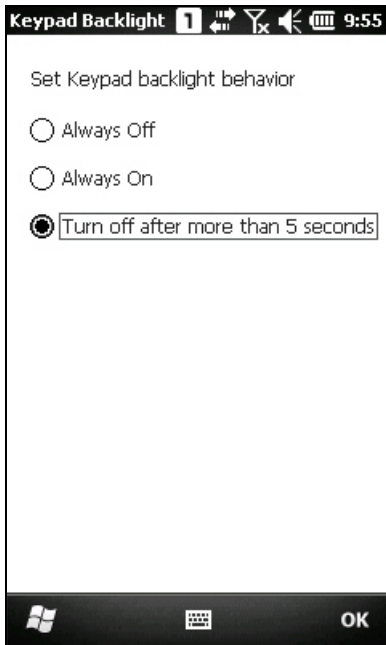 Keypad Backlight 1 9:55
Set Keypad backlight behavior
Always Off
Always On
Turn off after more than 5 seconds
OK